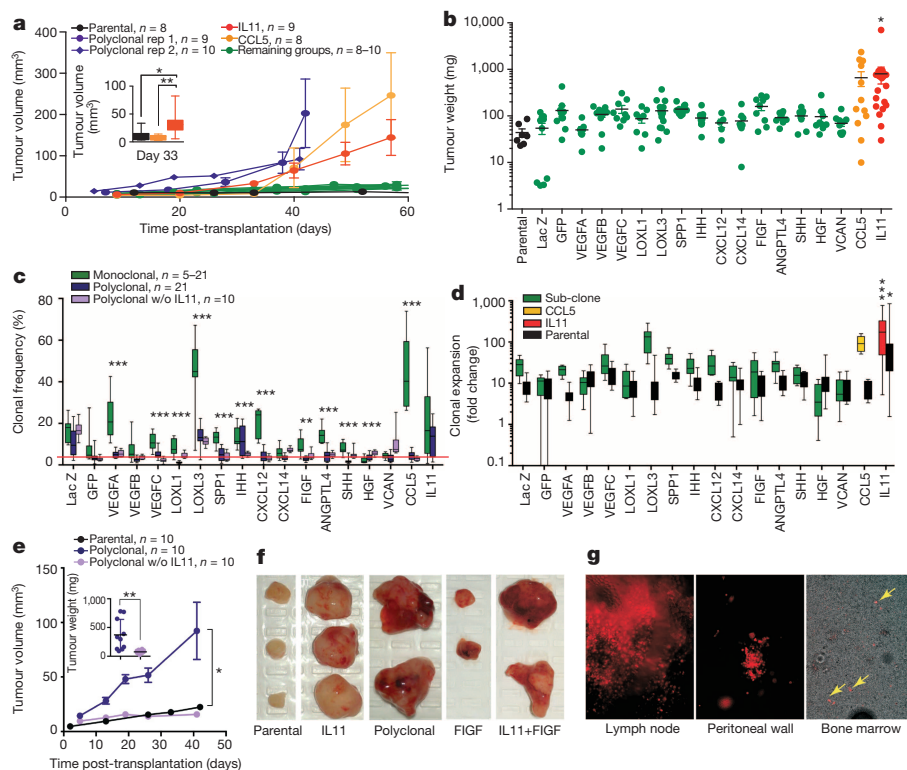 a
Parental, n = 8
Polyclonal rep 1, n = 9
Polyclonal rep 2, n = 10
IL11, n = 9
CCL5, n = 8
Remaining groups, n = 8–10
Tumour volume (mm³)
400
300
200
100
0
0 20 40 60
Time post-transplantation (days)
Tumour volume (mm³)
100
50
0
*
**
Day 33
b
Tumour weight (mg)
10,000
1,000
100
10
1
*
Parental
Lac Z
GFP
VEGFA
VEGFB
VEGFC
LOXL1
LOXL3
SPP1
IHH
CXCL12
CXCL14
FIGF
ANGPTL4
SHH
HGF
VCAN
CCL5
IL11
c
Monoclonal, n = 5–21
Polyclonal, n = 21
Polyclonal w/o IL11, n =10
Clonal frequency (%)
80
60
40
20
0
*** *** *** *** *** *** *** ** *** *** *** ***
Lac Z
GFP
VEGFA
VEGFB
VEGFC
LOXL1
LOXL3
SPP1
IHH
CXCL12
CXCL14
FIGF
ANGPTL4
SHH
HGF
VCAN
CCL5
IL11
d
Sub-clone
CCL5
IL11
Parental
Clonal expansion (fold change)
1,000
100
10
1
0.1
***
*
Lac Z
GFP
VEGFA
VEGFB
VEGFC
LOXL1
LOXL3
SPP1
IHH
CXCL12
CXCL14
FIGF
ANGPTL4
SHH
HGF
VCAN
CCL5
IL11
e
Parental, n = 10
Polyclonal, n = 10
Polyclonal w/o IL11, n = 10
Tumour volume (mm³)
150
100
50
0
0 10 20 30 40 50
Time post-transplantation (days)
Tumour weight (mg)
1,000
500
0
**
*
f
Parental IL11 Polyclonal FIGF IL11+FIGF
g
Lymph node Peritoneal wall Bone marrow